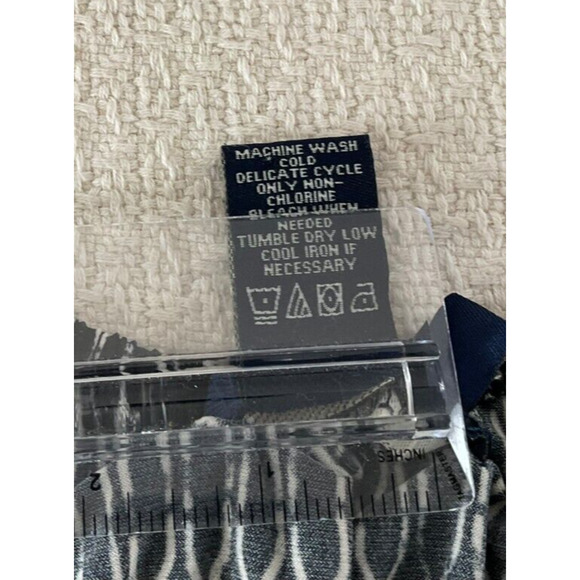 MACHINE WASH
COLD
DELICATE CYCLE
ONLY NON-
CHLORINE
BLEACH WHEN
NEEDED
TUMBLE DRY LOW
COOL IRON IF
NECESSARY
INCHES
1
2